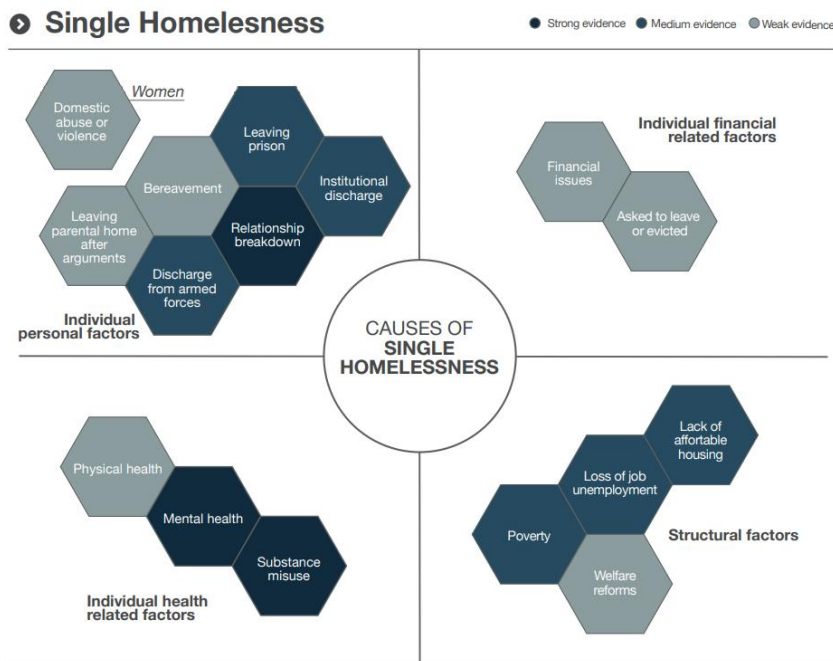 Single Homelesness
Strong evidence
Medium evidence
Weak evidence
Women
Domestic
abuse or
violence
Leaving
prison
Bereavement
Institutional
discharge
Leaving
parental home
after
arguments
Relationship
breakdown
Discharge
from armed
forces
Individual
personal factors
Individual financial
related factors
Financial
issues
Asked to leave
or evicted
CAUSES OF
SINGLE
HOMELESSNESS
Physical health
Mental health
Substance
misuse
Individual health
related factors
Lack of
affortable
housing
Loss of job
unemployment
Poverty
Structural factors
Welfare
reforms